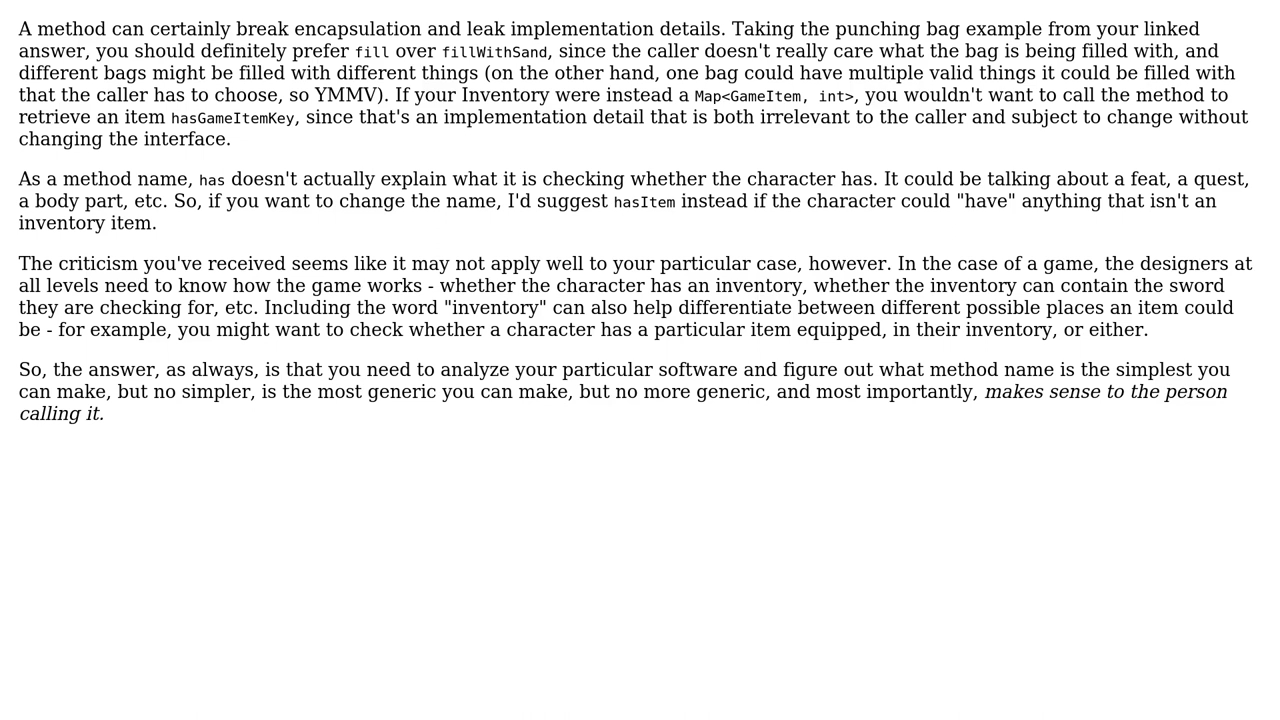 A method can certainly break encapsulation and leak implementation details. Taking the punching bag example from your linked
answer, you should definitely prefer fill over fillWithSand, since the caller doesn't really care what the bag is being filled with, and
different bags might be filled with different things (on the other hand, one bag could have multiple valid things it could be filled with
that the caller has to choose, so YMMV). If your Inventory were instead a Map<GameItem, int>, you wouldn't want to call the method to
retrieve an item hasGameItemKey, since that's an implementation detail that is both irrelevant to the caller and subject to change without
changing the interface.
As a method name, has doesn't actually explain what it is checking whether the character has. It could be talking about a feat, a quest,
a body part, etc. So, if you want to change the name, I'd suggest hasItem instead if the character could "have" anything that isn't an
inventory item.
The criticism you've received seems like it may not apply well to your particular case, however. In the case of a game, the designers at
all levels need to know how the game works - whether the character has an inventory, whether the inventory can contain the sword
they are checking for, etc. Including the word "inventory" can also help differentiate between different possible places an item could
be - for example, you might want to check whether a character has a particular item equipped, in their inventory, or either.
So, the answer, as always, is that you need to analyze your particular software and figure out what method name is the simplest you
can make, but no simpler, is the most generic you can make, but no more generic, and most importantly, makes sense to the person
calling it.